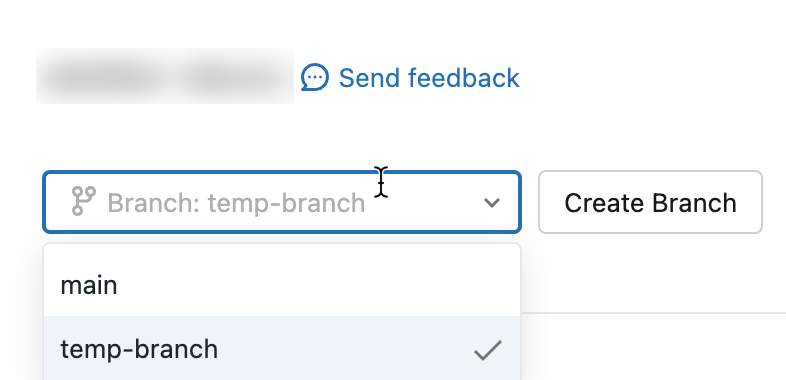 Send feedback
Branch: temp-branch
Create Branch
main
temp-branch